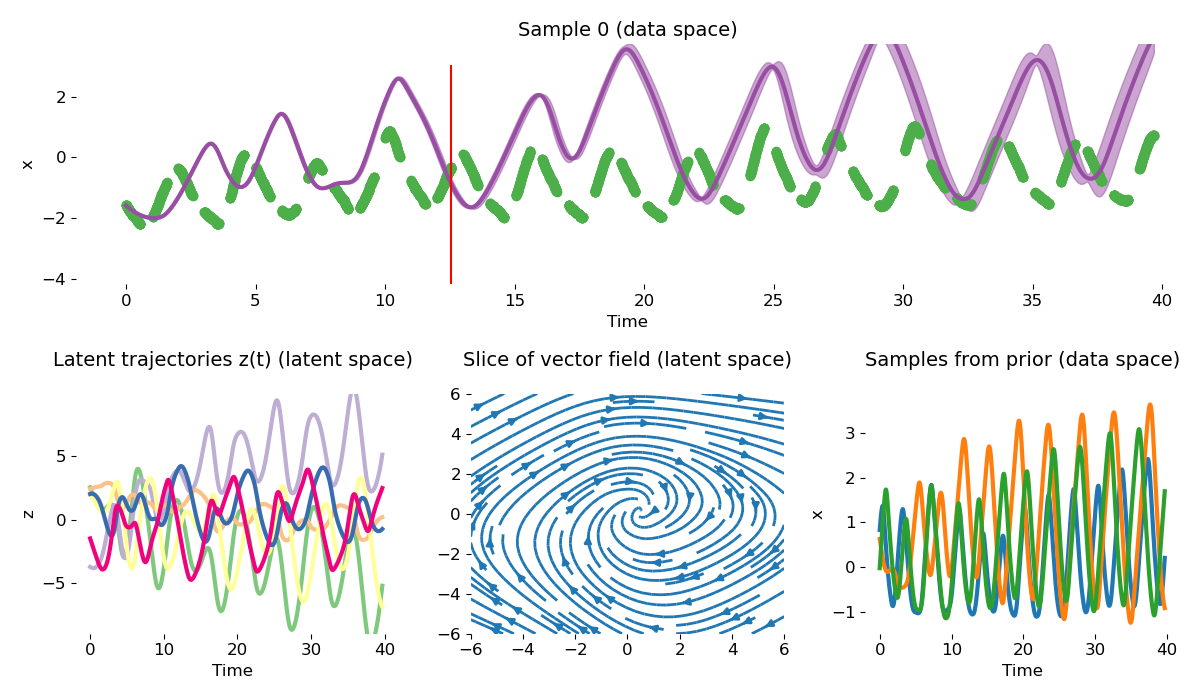 Sample 0 (data space)
2
0
−2
−4
x
0 5 10 15 20 25 30 35 40
Time
Latent trajectories z(t) (latent space)
5
0
−5
z
0 10 20 30 40
Time
Slice of vector field (latent space)
6
4
2
0
−2
−4
−6
−6 −4 −2 0 2 4 6
Samples from prior (data space)
3
2
1
0
−1
x
0 10 20 30 40
Time